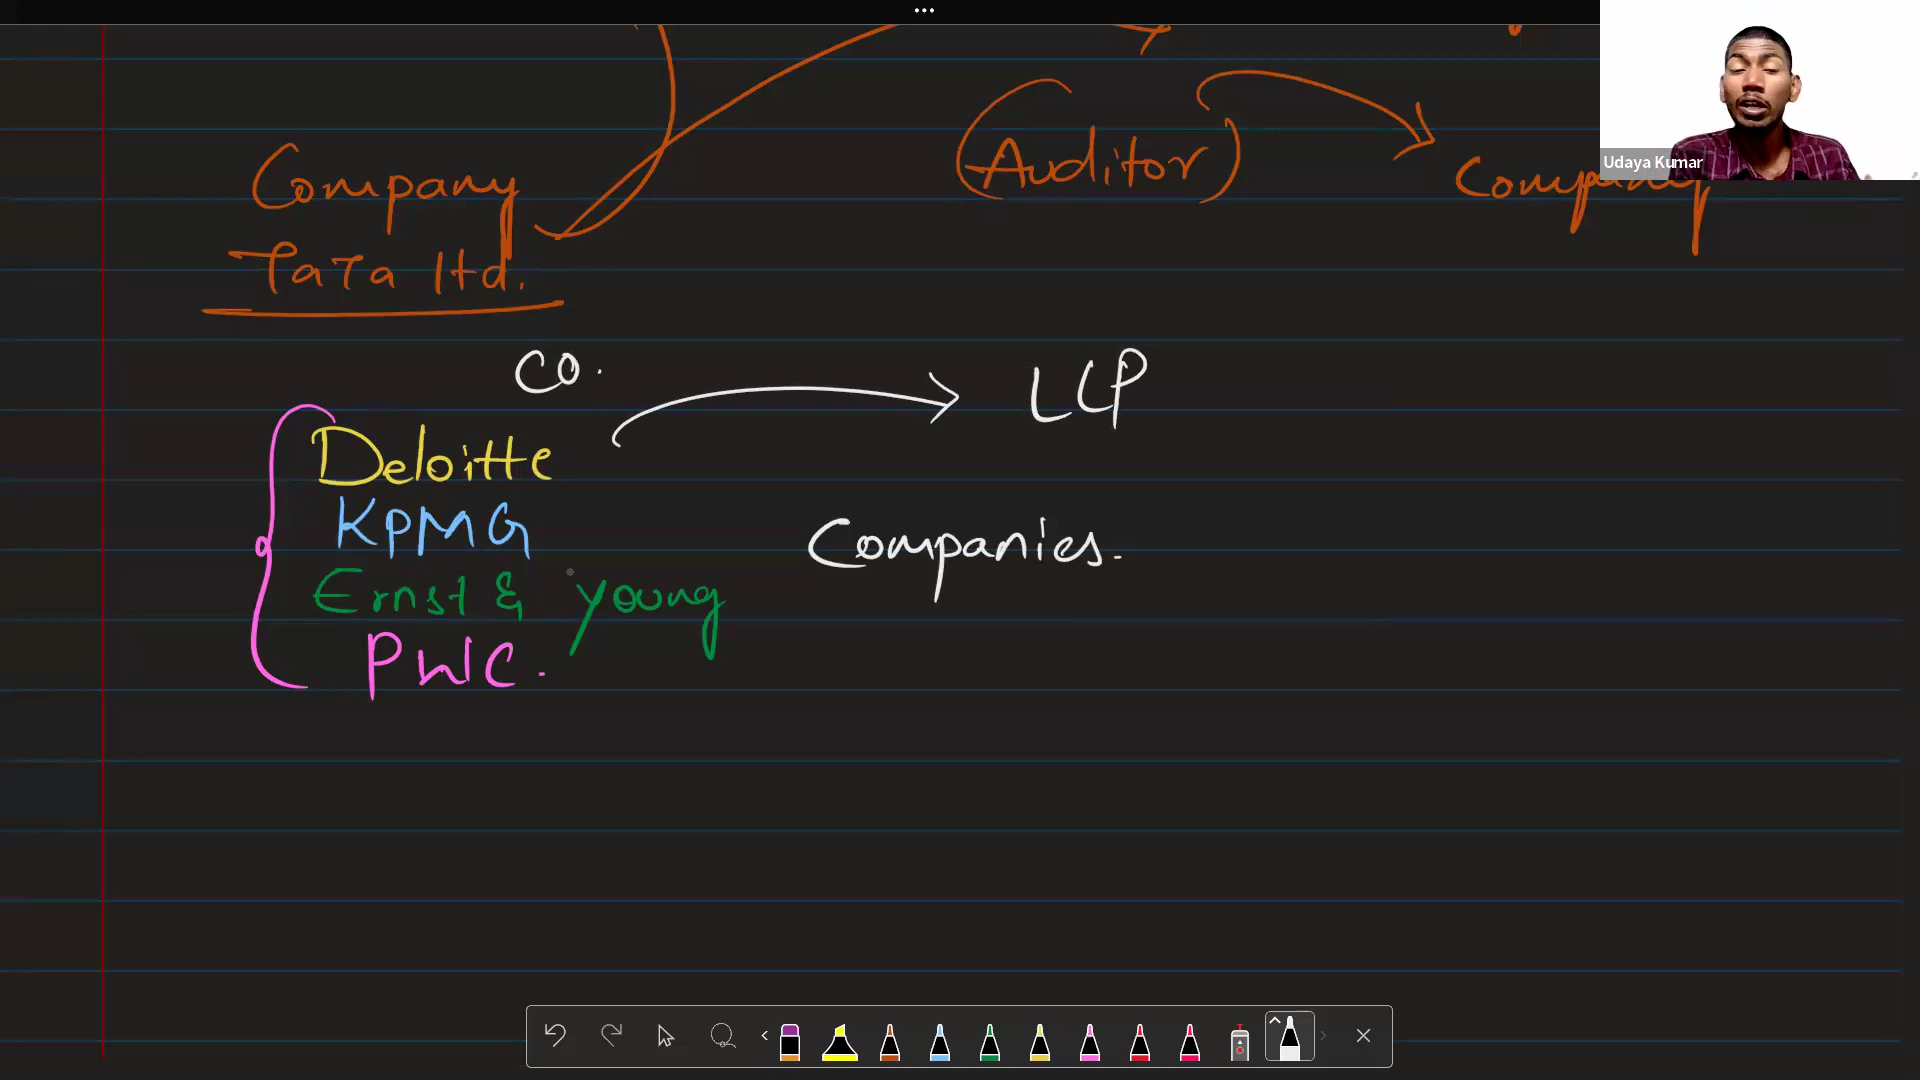 Udaya Kumar
(Auditor)
Company
Company
TaTa ltd.
CO.
LLP
Deloitte
KPMG
Companies.
Ernst & young
PWC.